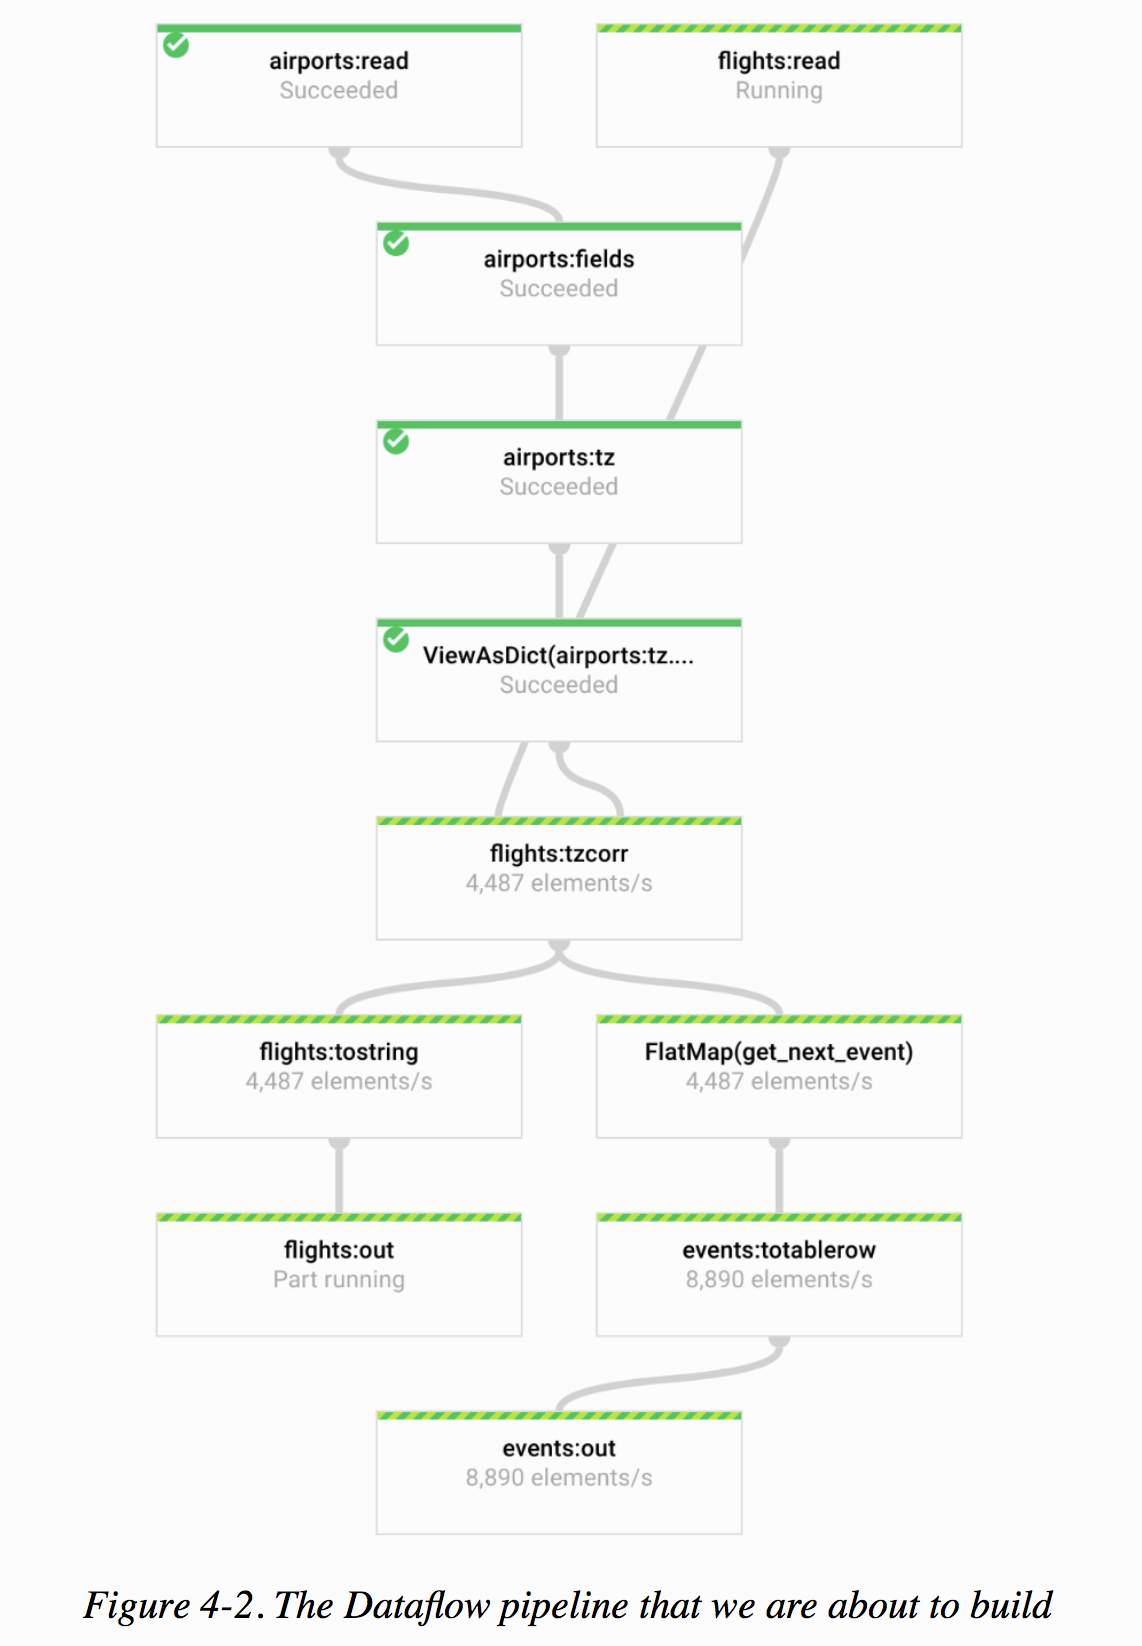 airports:read
Succeeded
flights:read
Running
airports:fields
Succeeded
airports:tz
Succeeded
ViewAsDict(airports:tz....
Succeeded
flights:tzcorr
4,487 elements/s
flights:tostring
4,487 elements/s
FlatMap(get_next_event)
4,487 elements/s
flights:out
Part running
events:totablerow
8,890 elements/s
events:out
8,890 elements/s
Figure 4-2. The Dataflow pipeline that we are about to build